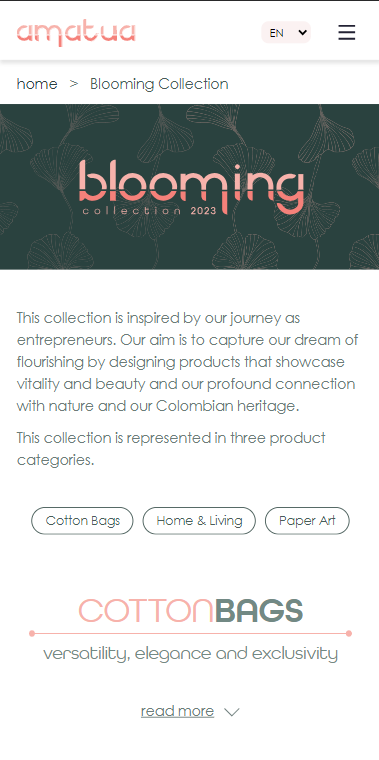 amatua
EN
home > Blooming Collection
blooming
collection 2023
This collection is inspired by our journey as
entrepreneurs. Our aim is to capture our dream of
flourishing by designing products that showcase
vitality and beauty and our profound connection
with nature and our Colombian heritage.
This collection is represented in three product
categories.
Cotton Bags Home & Living Paper Art
COTTONBAGS
versatility, elegance and exclusivity
read more